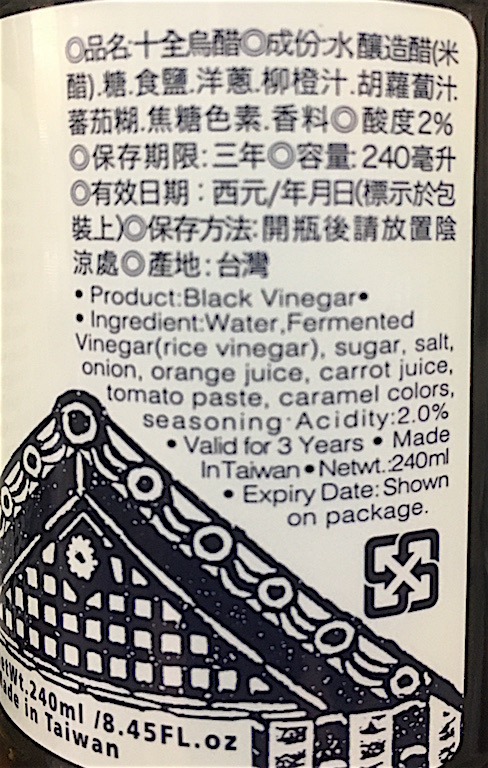 ◎品名:十全烏醋◎成份:水.釀造醋(米
醋).糖.食鹽.洋蔥.柳橙汁.胡蘿蔔汁.
蕃茄糊.焦糖色素.香料◎酸度2%
◎保存期限:三年◎容量:240毫升
◎有效日期:西元/年月日(標示於包
裝上)◎保存方法:開瓶後請放置陰
涼處◎產地:台灣
•Product:Black Vinegar•
•Ingredient:Water,Fermented
Vinegar(rice vinegar), sugar, salt,
onion, orange juice, carrot juice,
tomato paste, caramel colors,
seasoning·Acidity:2.0%
•Valid for 3 Years • Made
In Taiwan•Netwt.:240ml
•Expiry Date:Shown
on package.
etWt.240ml /8.45FL.oz
ade in Taiwan